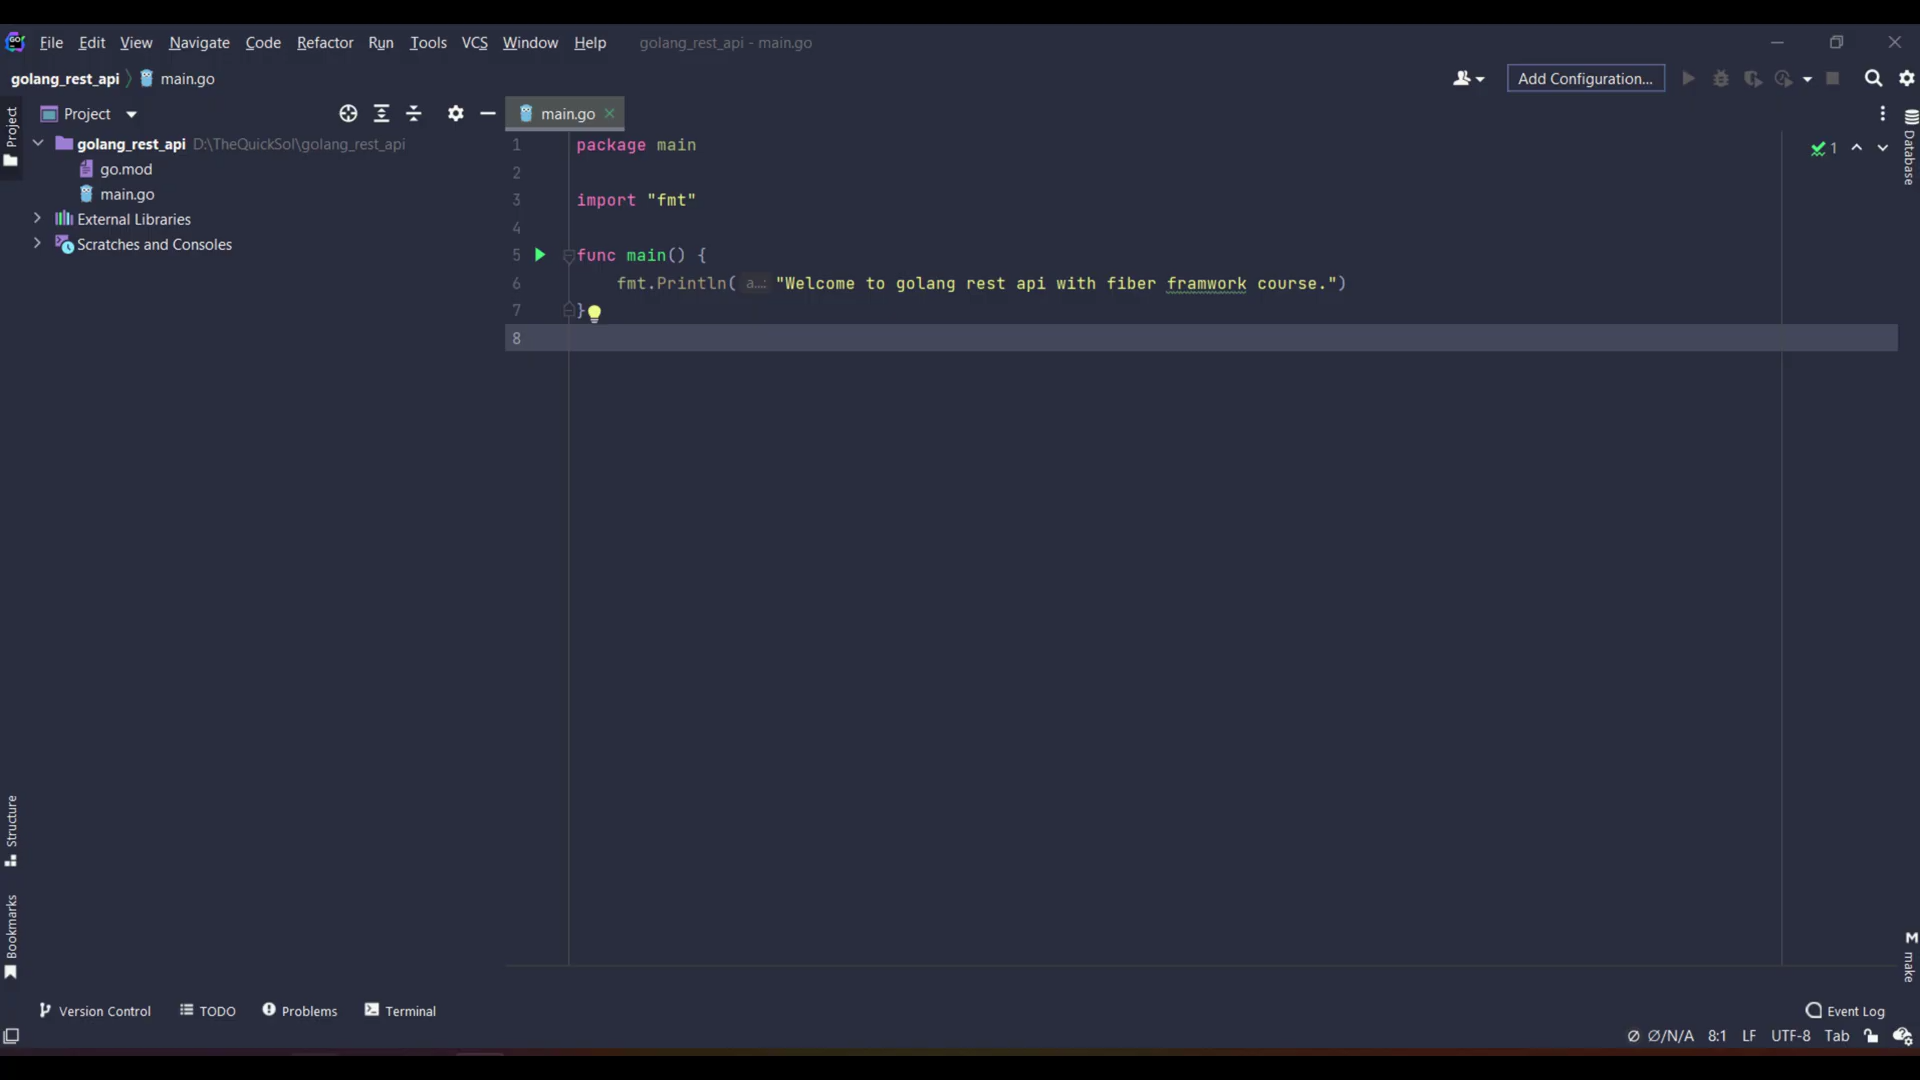 GO
File Edit View Navigate Code Refactor Run Tools VCS Window Help golang_rest_api - main.go
golang_rest_api main.go
Add Configuration...
Project
Project
main.go
golang_rest_api D:\TheQuickSol\golang_rest_api
go.mod
main.go
External Libraries
Scratches and Consoles
1 package main
2
3 import "fmt"
4
5 func main() {
6 fmt.Println( a...: "Welcome to golang rest api with fiber framwork course.")
7 }
8
1
Database
Structure
Bookmarks
M make
Version Control TODO Problems Terminal
Event Log
Ø/N/A 8:1 LF UTF-8 Tab